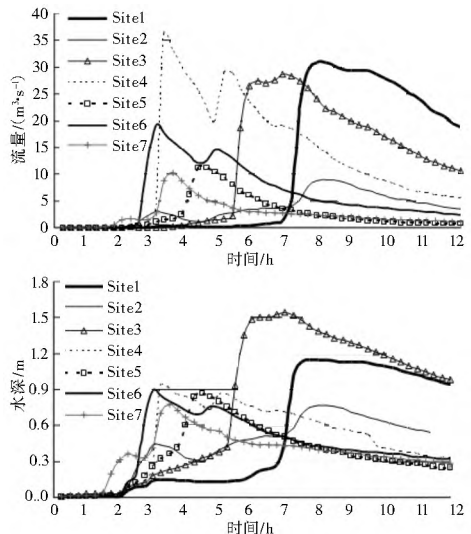 40
35
30
25
20
15
10
5
0
流量/(m³s⁻¹)
Site1
Site2
Site3
Site4
Site5
Site6
Site7
0 1 2 3 4 5 6 7 8 9 10 11 12
时间/h
1.8
1.5
1.2
0.9
0.6
0.3
0.0
水深/m
Site1
Site2
Site3
Site4
Site5
Site6
Site7
0 1 2 3 4 5 6 7 8 9 10 11 12
时间/h